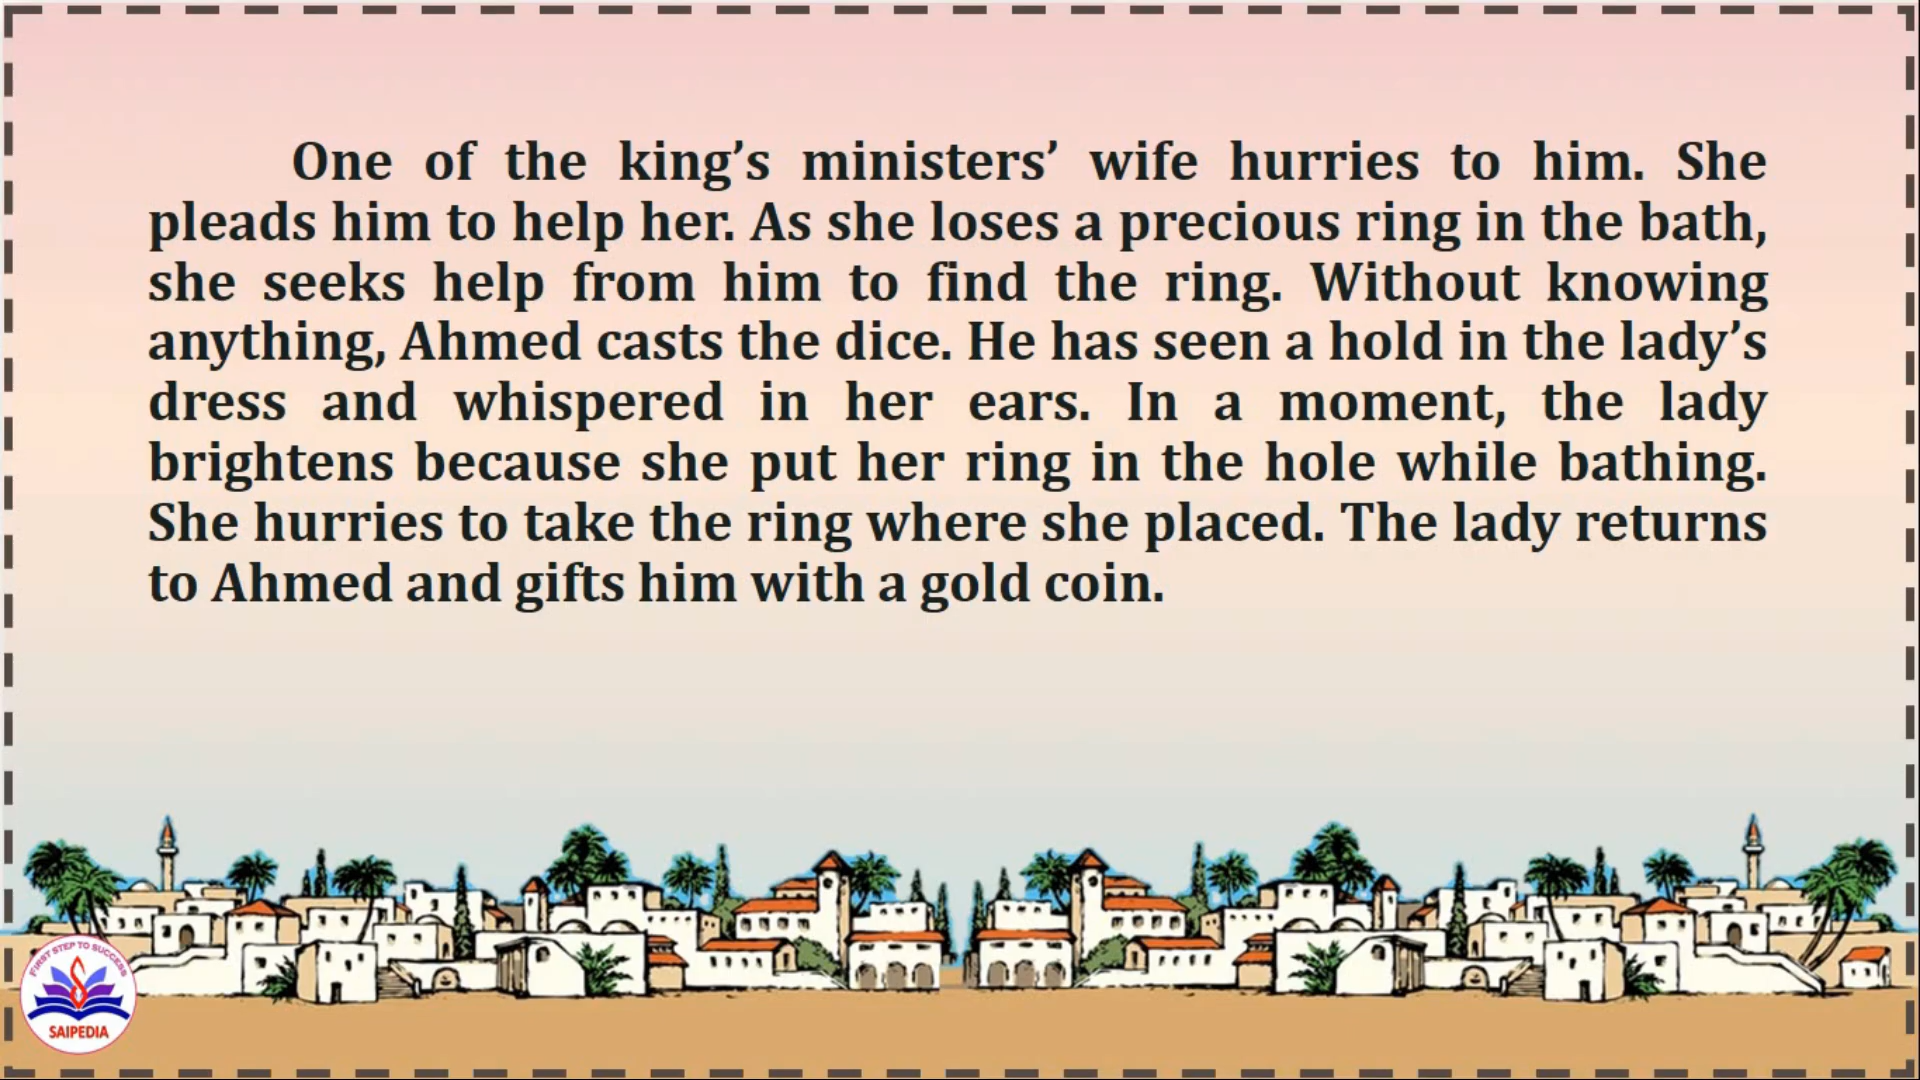 One of the king’s ministers’ wife hurries to him. She
pleads him to help her. As she loses a precious ring in the bath,
she seeks help from him to find the ring. Without knowing
anything, Ahmed casts the dice. He has seen a hold in the lady’s
dress and whispered in her ears. In a moment, the lady
brightens because she put her ring in the hole while bathing.
She hurries to take the ring where she placed. The lady returns
to Ahmed and gifts him with a gold coin.
FIRST STEP TO SUCCESS
SAIPEDIA